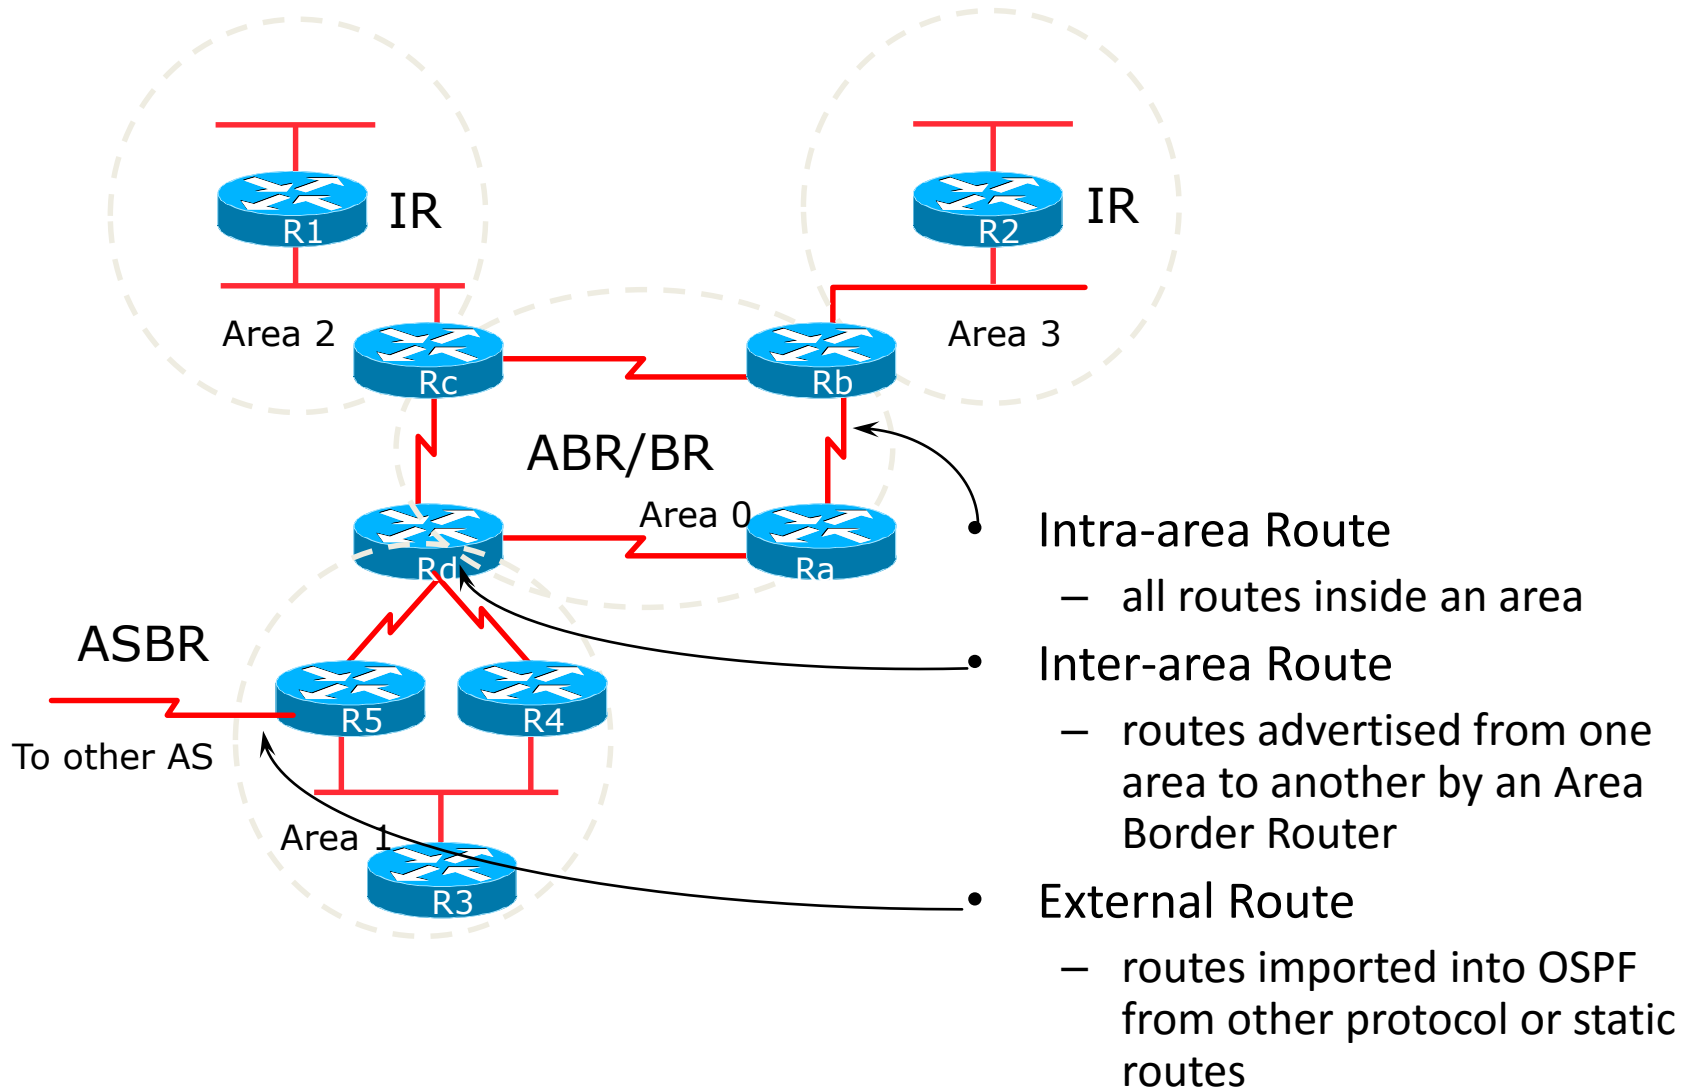 R1
IR
R2
IR
Area 2
Area 3
Rc
Rb
ABR/BR
Area 0
Rd
Ra
ASBR
R5
R4
To other AS
Area 1
R3
• Intra-area Route
– all routes inside an area
• Inter-area Route
– routes advertised from one
area to another by an Area
Border Router
• External Route
– routes imported into OSPF
from other protocol or static
routes